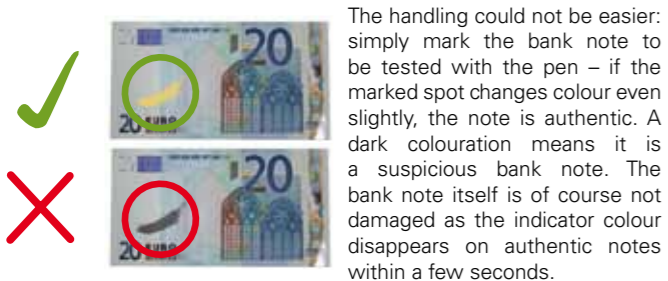 20
20 EURO
20
20 EURO
The handling could not be easier:
simply mark the bank note to
be tested with the pen – if the
marked spot changes colour even
slightly, the note is authentic. A
dark colouration means it is
a suspicious bank note. The
bank note itself is of course not
damaged as the indicator colour
disappears on authentic notes
within a few seconds.